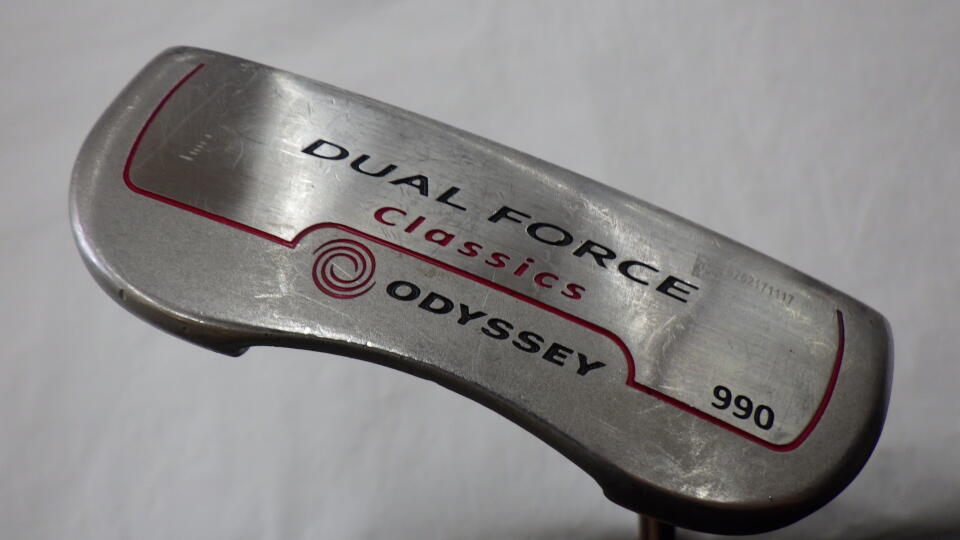 DUAL FORCE
Classics
ODYSSEY
990